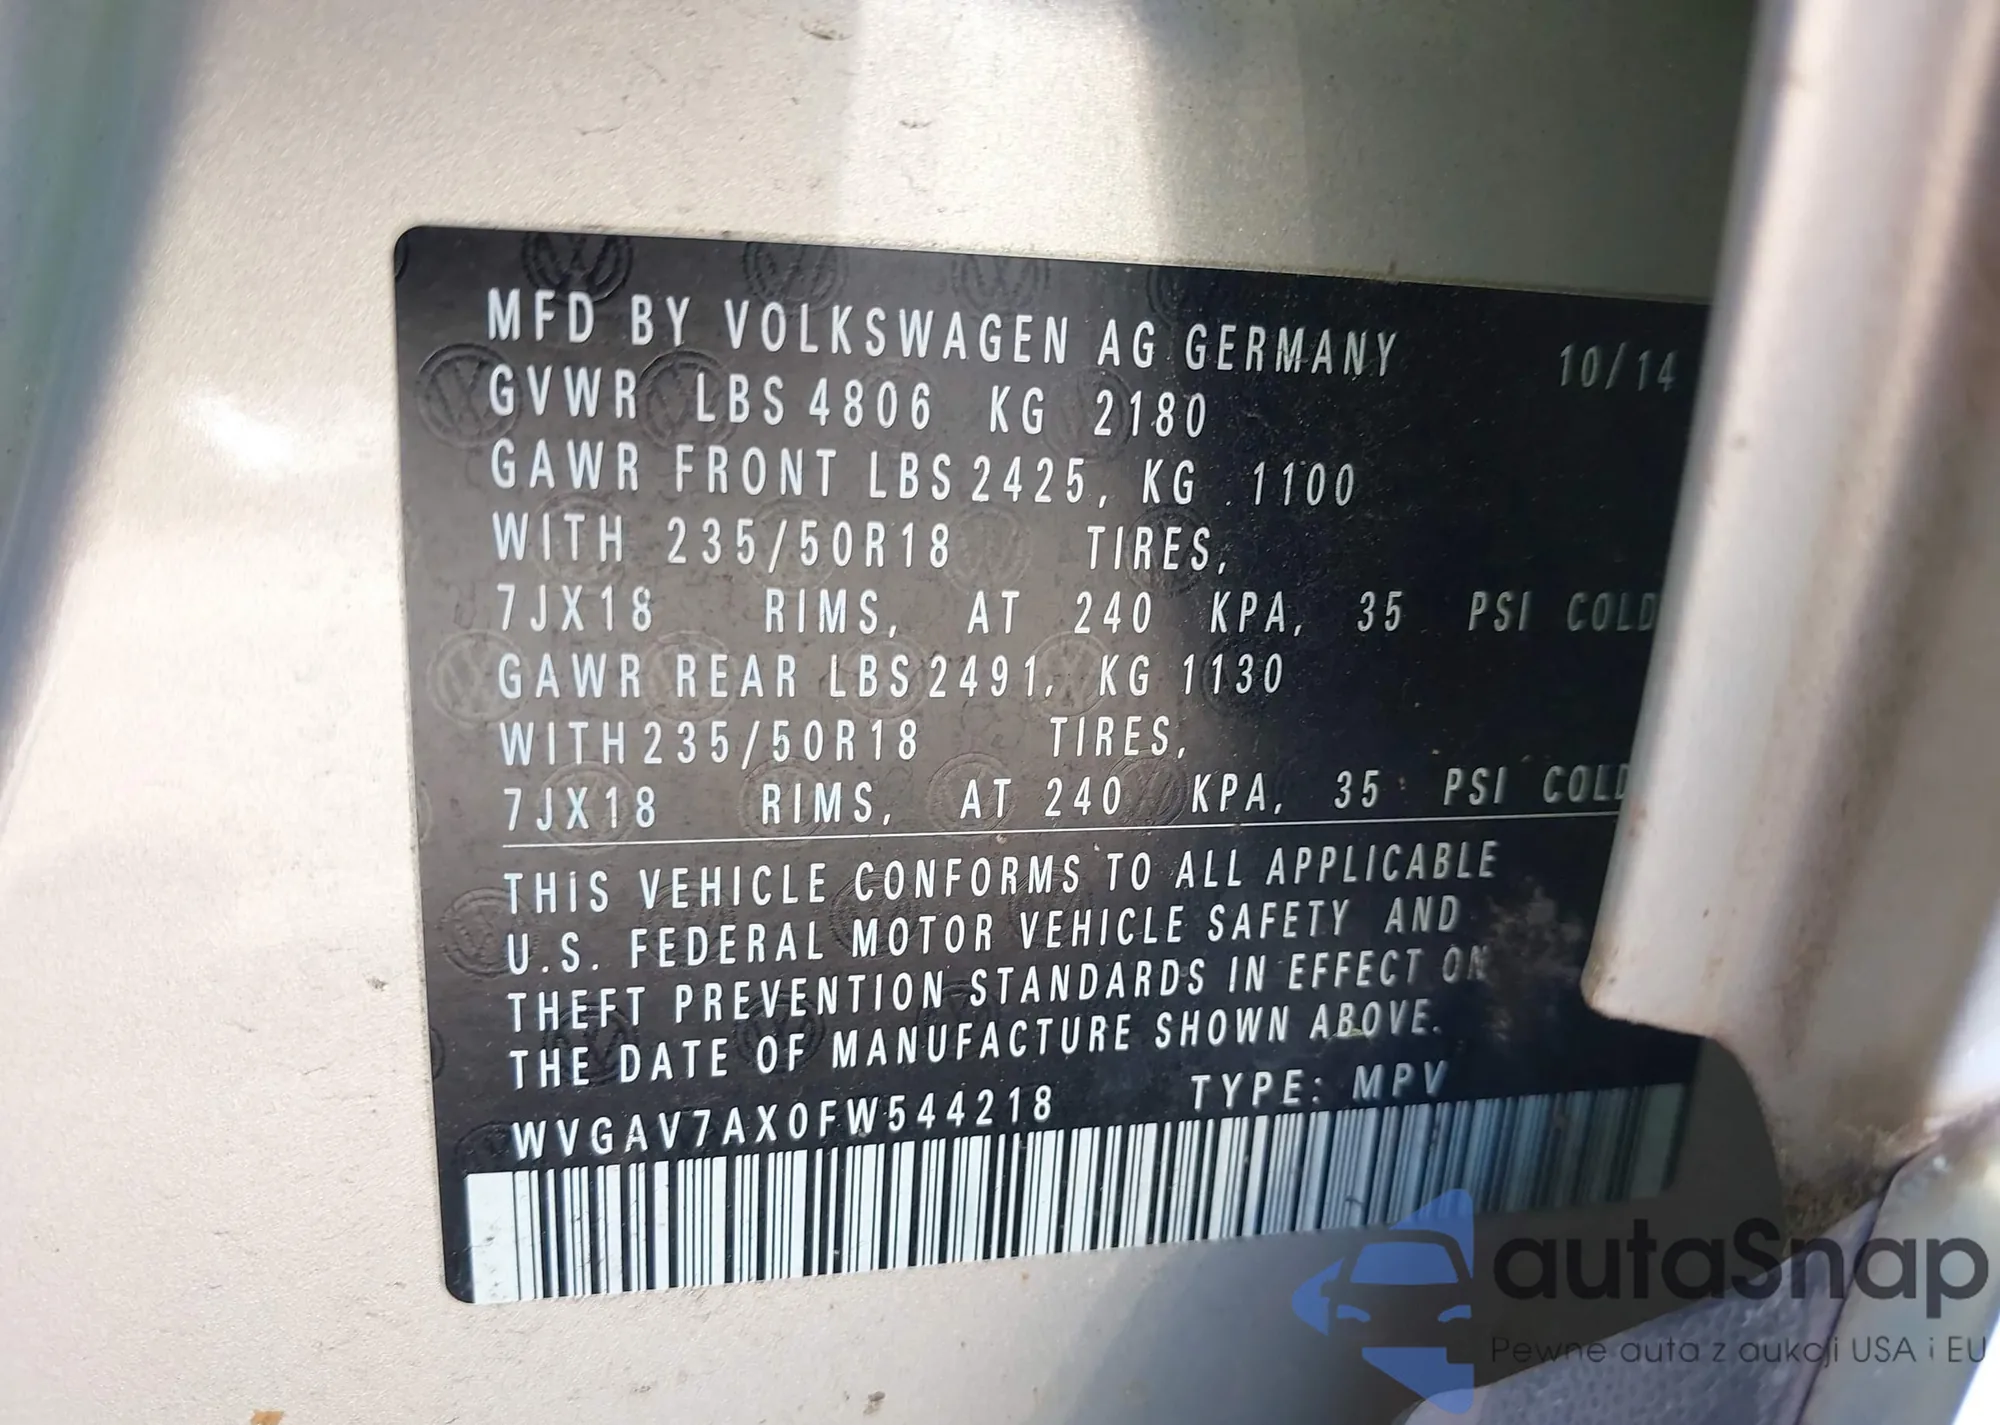 MFD BY VOLKSWAGEN AG GERMANY 10/14
GVWR LBS 4806 KG 2180
GAWR FRONT LBS 2425, KG 1100
WITH 235/50R18 TIRES,
7JX18 RIMS, AT 240 KPA, 35 PSI COLD
GAWR REAR LBS 2491, KG 1130
WITH 235/50R18 TIRES,
7JX18 RIMS, AT 240 KPA, 35 PSI COLD
THIS VEHICLE CONFORMS TO ALL APPLICABLE
U.S. FEDERAL MOTOR VEHICLE SAFETY AND
THEFT PREVENTION STANDARDS IN EFFECT ON
THE DATE OF MANUFACTURE SHOWN ABOVE.
WVGAV7AX0FW544218 TYPE: MPV
autaSnap
Pewne auta z aukcji USA i EU